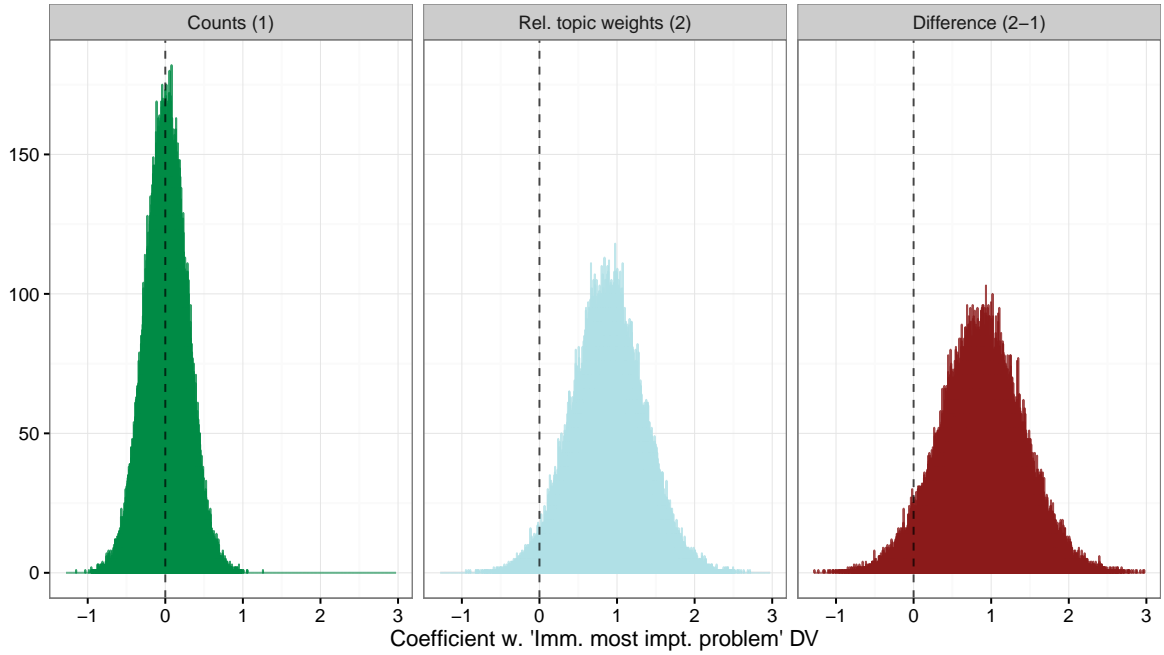 Counts (1)
Rel. topic weights (2)
Difference (2−1)
150
100
50
0
−1 0 1 2 3
−1 0 1 2 3
−1 0 1 2 3
Coefficient w. 'Imm. most impt. problem' DV